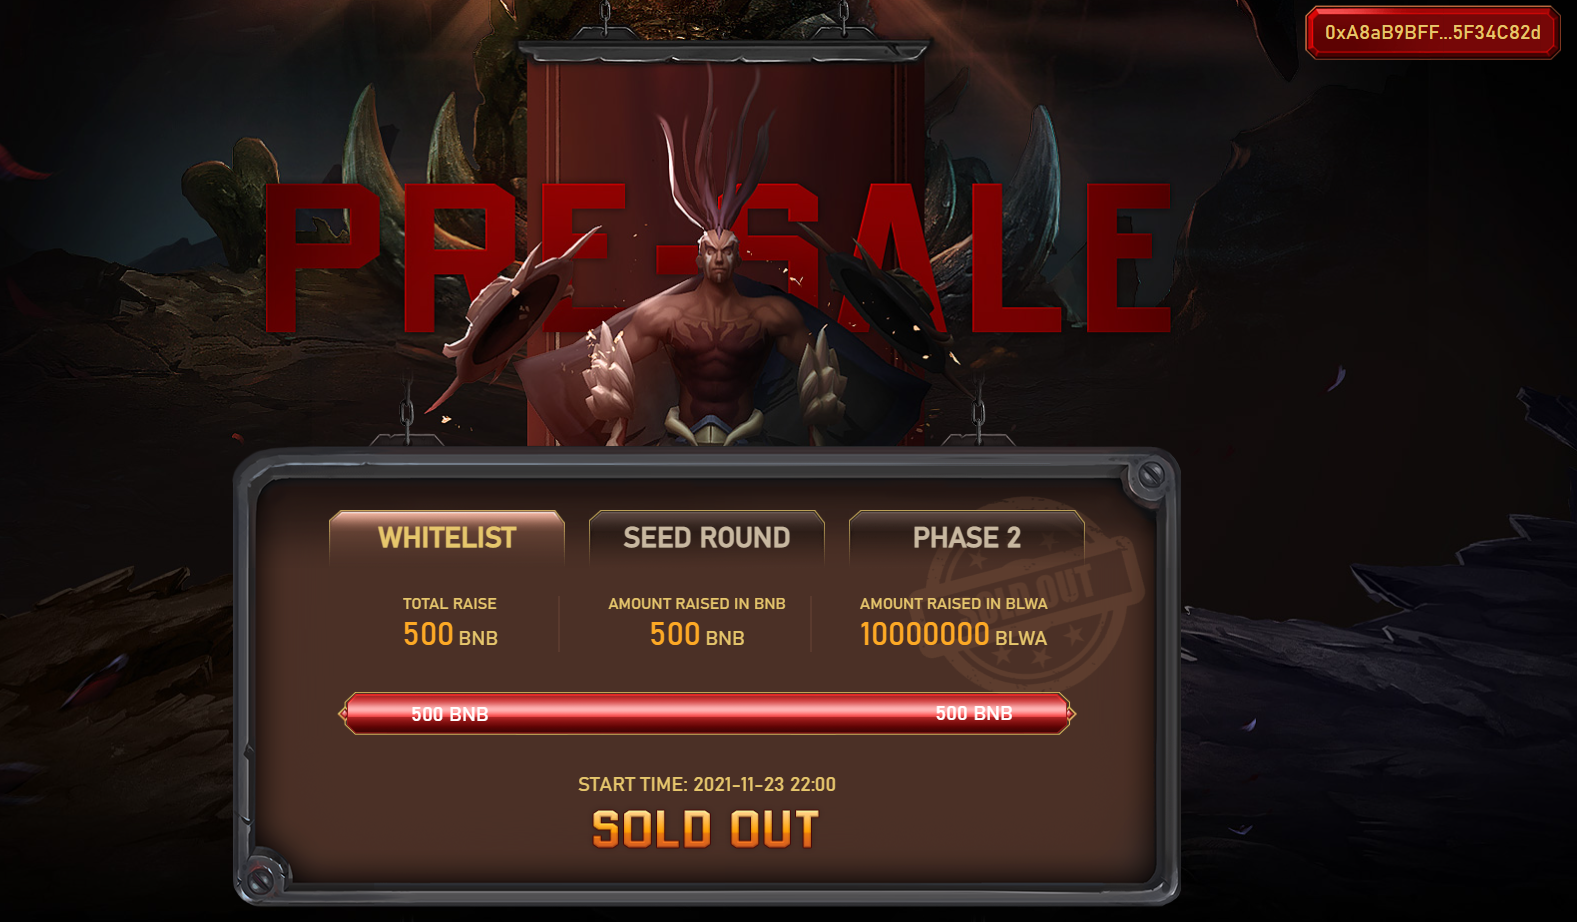 0xA8aB9BFF...5F34C82d
PRE-SALE
WHITELIST
SEED ROUND
PHASE 2
TOTAL RAISE
500 BNB
AMOUNT RAISED IN BNB
500 BNB
AMOUNT RAISED IN BLWA
10000000 BLWA
SOLD OUT
500 BNB
500 BNB
START TIME: 2021-11-23 22:00
SOLD OUT